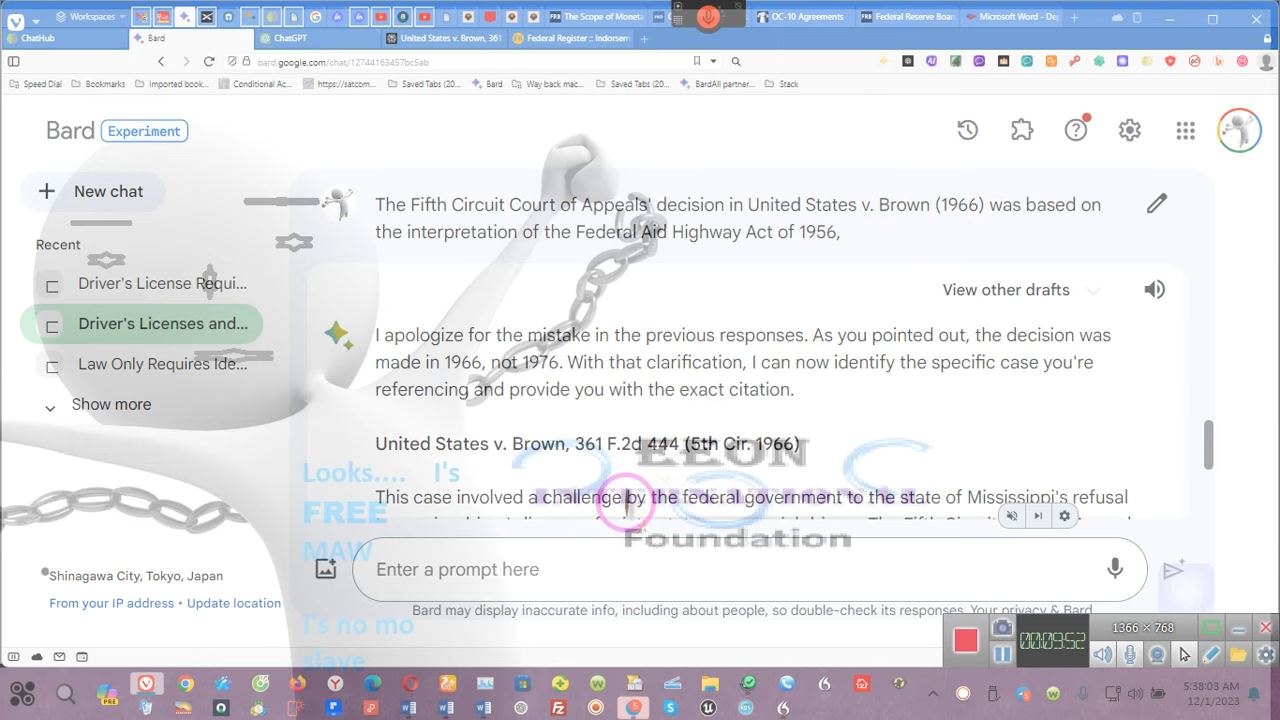 Workspaces
The Scope of Moneta
OC-10 Agreements
Federal Reserve Boar
Microsoft Word - De
ChatHub
Bard
ChatGPT
United States v. Brown, 361
Federal Register :: Indorsem
bard.google.com/chat/12744163457bc5ab
Speed Dial
Bookmarks
Imported book...
Conditional Ac...
https://satcom...
Saved Tabs (20...
Bard
Way back mac...
Saved Tabs (20...
BardAll partner...
Stack
Bard
Experiment
New chat
Recent
Driver's License Requi...
Driver's Licenses and...
Law Only Requires Ide...
Show more
The Fifth Circuit Court of Appeals' decision in United States v. Brown (1966) was based on
the interpretation of the Federal Aid Highway Act of 1956,
View other drafts
I apologize for the mistake in the previous responses. As you pointed out, the decision was
made in 1966, not 1976. With that clarification, I can now identify the specific case you're
referencing and provide you with the exact citation.
United States v. Brown, 361 F.2d 444 (5th Cir. 1966)
This case involved a challenge by the federal government to the state of Mississippi's refusal
Looks.... I's
FREE
MAW
I's no mo
slave
EEON
Foundation
Enter a prompt here
Bard may display inaccurate info, including about people, so double-check its responses. Your privacy & Bard
Shinagawa City, Tokyo, Japan
From your IP address • Update location
00:09:52
1366 × 768
PRE
5:38:03 AM
12/1/2023